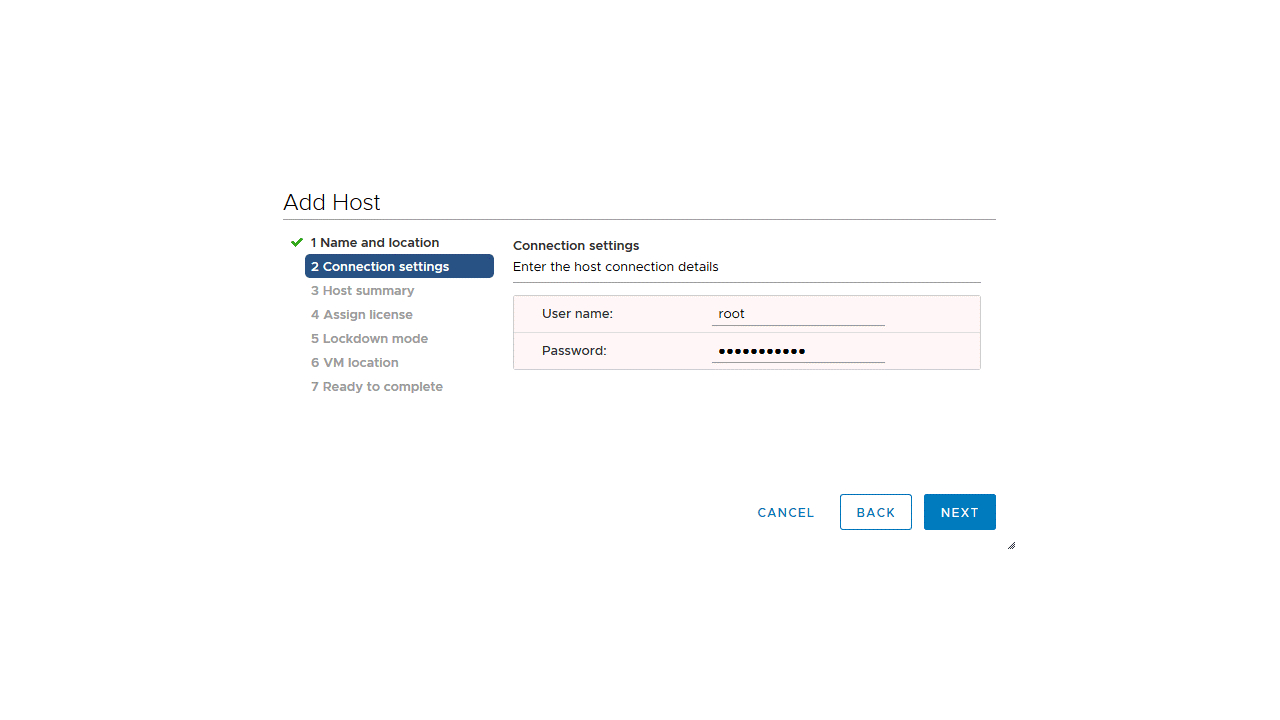 Add Host
1 Name and location
2 Connection settings
3 Host summary
4 Assign license
5 Lockdown mode
6 VM location
7 Ready to complete
Connection settings
Enter the host connection details
User name: root
Password: •••••••••••
CANCEL BACK NEXT